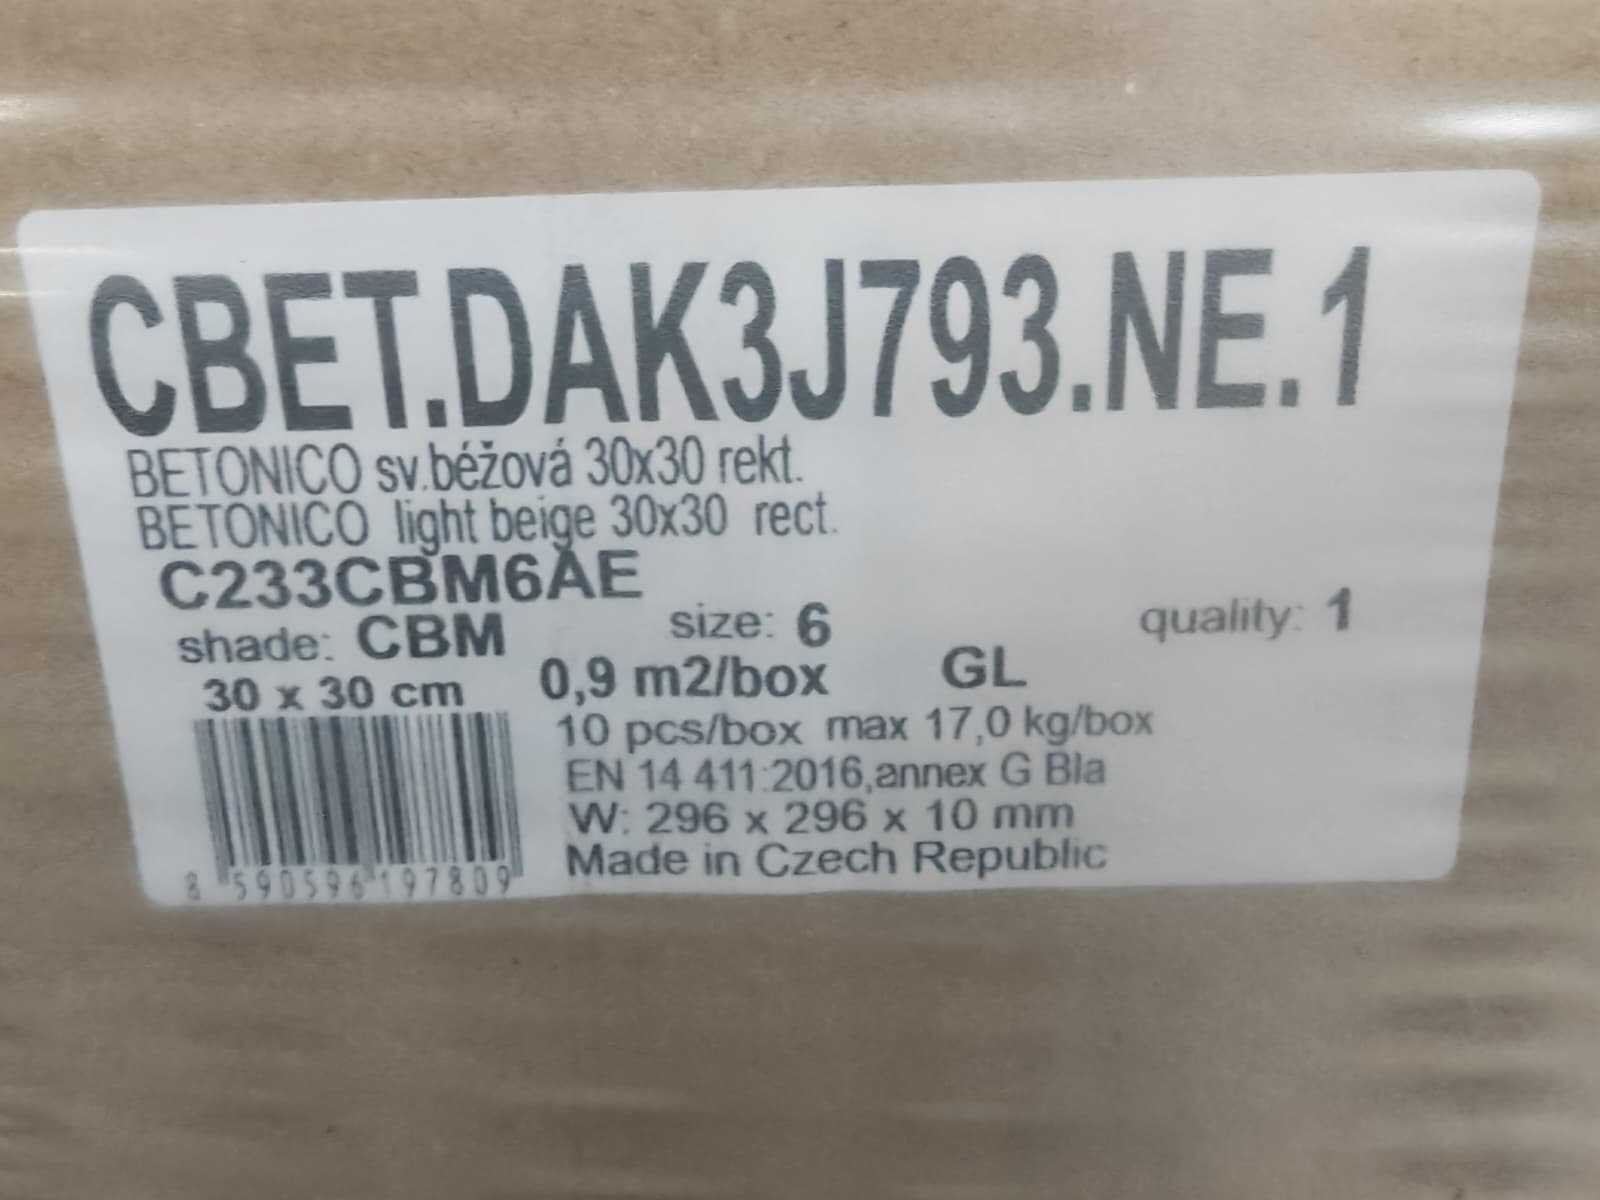 CBET.DAK3J793.NE.1
BETONICO sv.béžová 30x30 rekt.
BETONICO light beige 30x30 rect.
C233CBM6AE
shade: CBM size: 6 quality: 1
30 x 30 cm 0,9 m2/box GL
10 pcs/box max 17,0 kg/box
EN 14 411:2016,annex G BIa
W: 296 x 296 x 10 mm
Made in Czech Republic
8 590596 197809